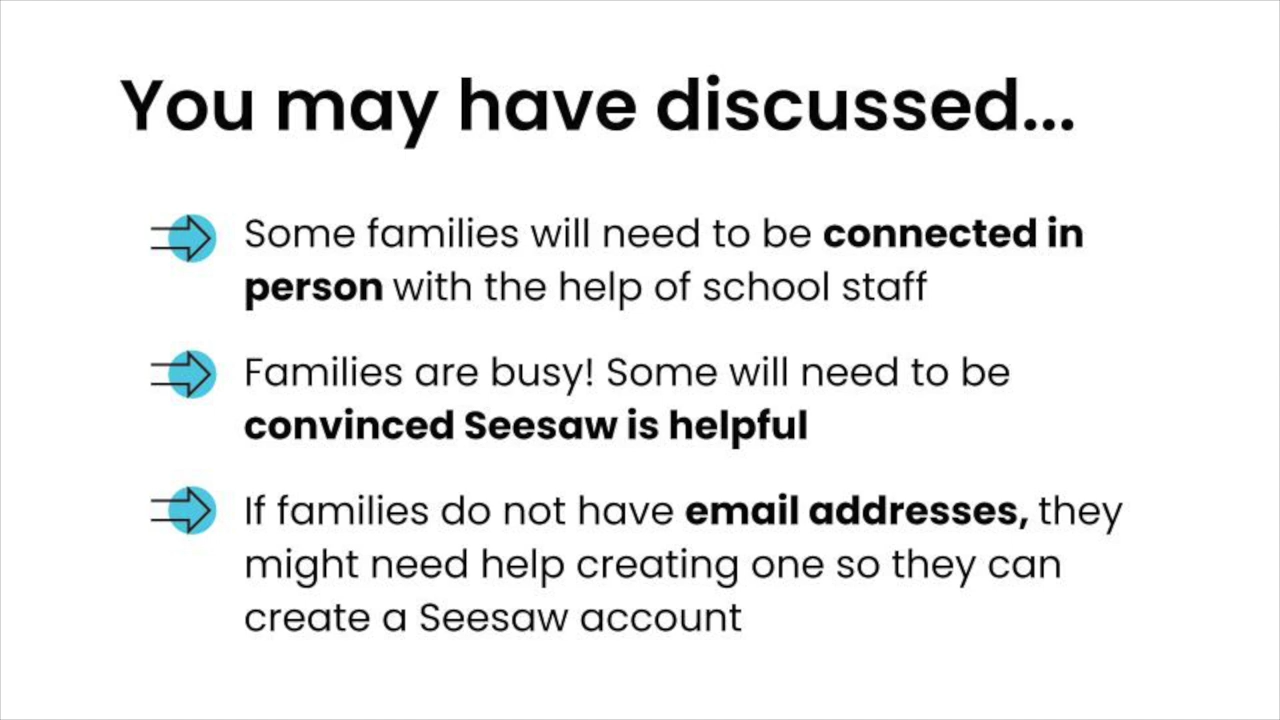 You may have discussed...
Some families will need to be connected in
person with the help of school staff
Families are busy! Some will need to be
convinced Seesaw is helpful
If families do not have email addresses, they
might need help creating one so they can
create a Seesaw account